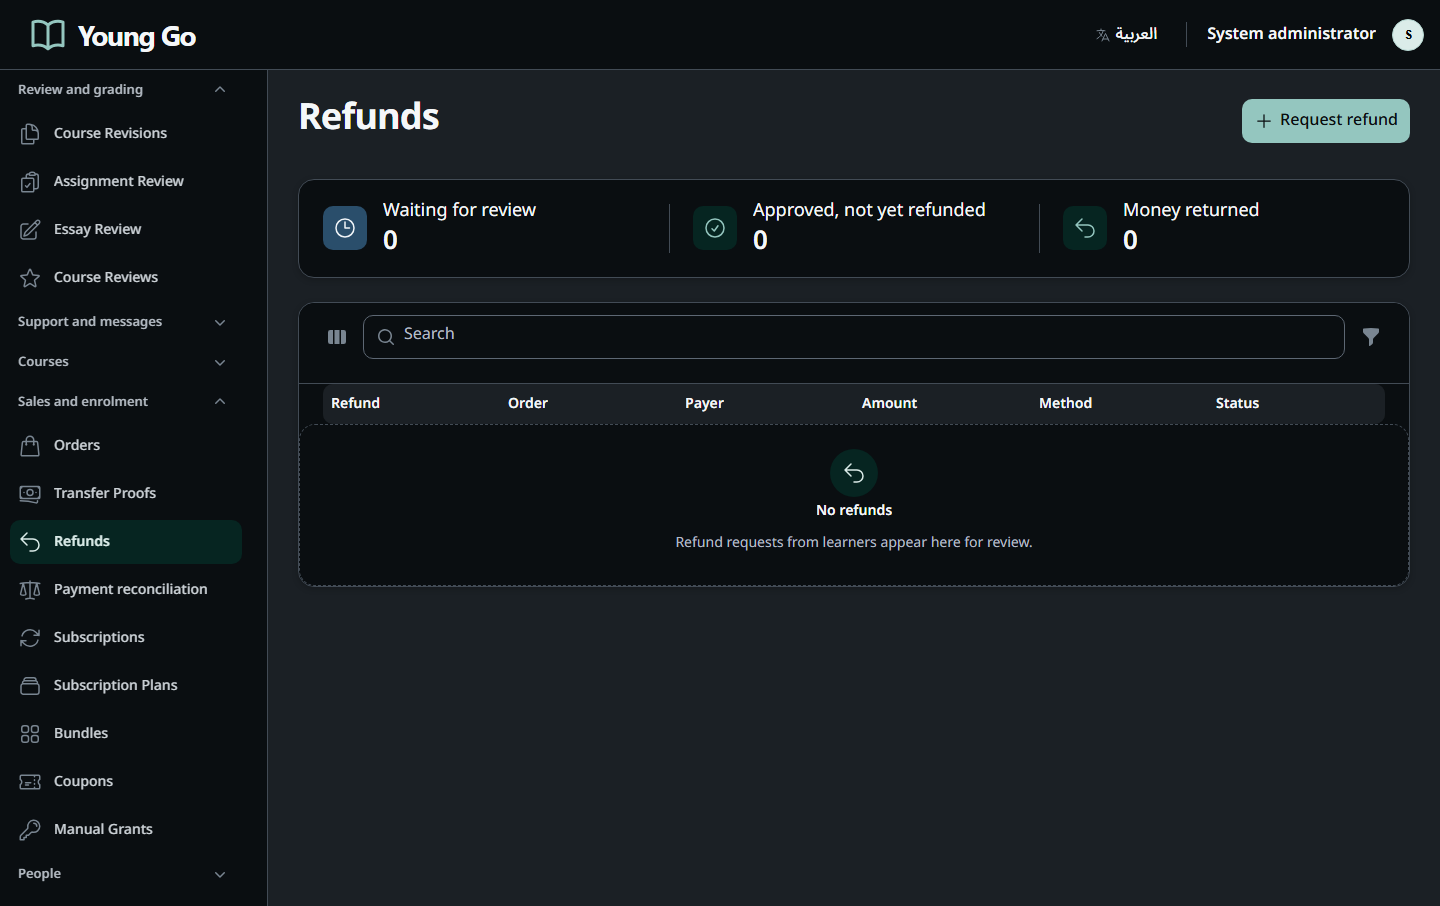 Young Go
العربية
System administrator
S
Review and grading
Course Revisions
Assignment Review
Essay Review
Course Reviews
Support and messages
Courses
Sales and enrolment
Orders
Transfer Proofs
Refunds
Payment reconciliation
Subscriptions
Subscription Plans
Bundles
Coupons
Manual Grants
People
Refunds
Request refund
Waiting for review
0
Approved, not yet refunded
0
Money returned
0
Search
Refund Order Payer Amount Method Status
No refunds
Refund requests from learners appear here for review.